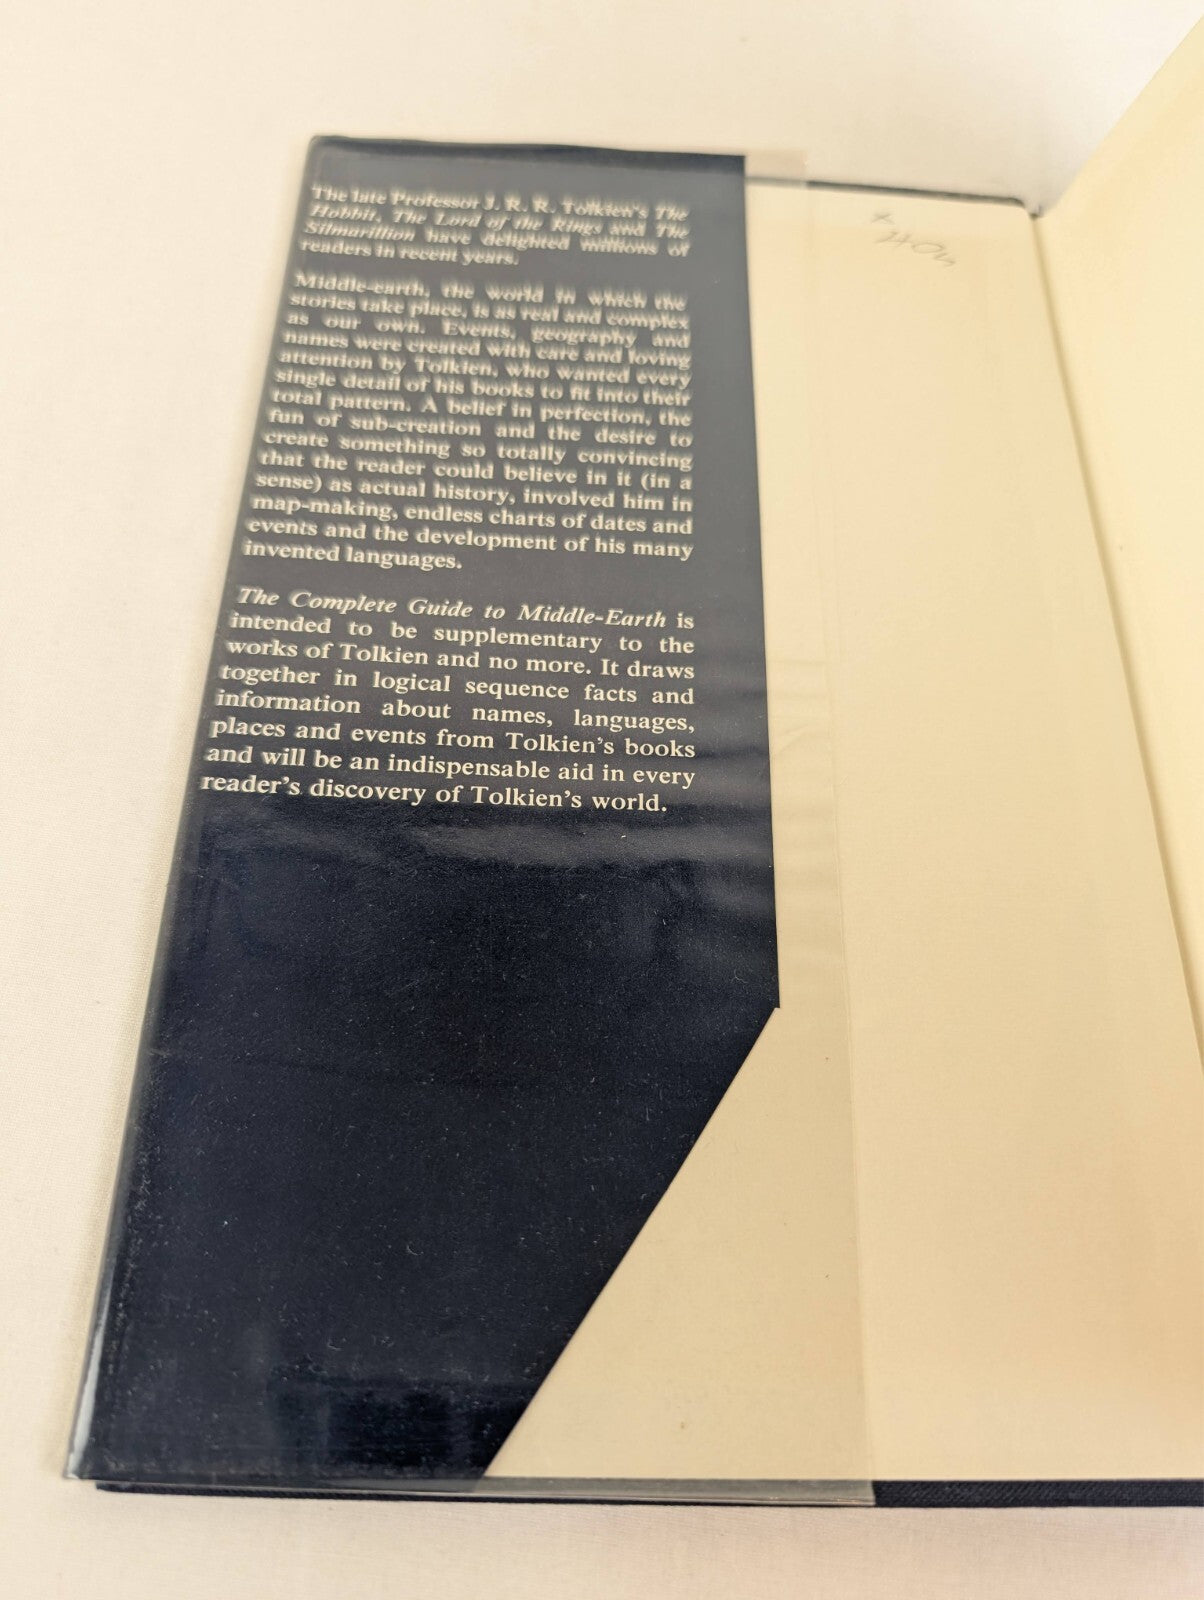 The late Professor J. R. R. Tolkien's The
Hobbit, The Lord of the Rings and The
Silmarillion have delighted millions of
readers in recent years.
Middle-earth, the world in which the
stories take place, is as real and complex
as our own. Events, geography and
names were created with care and loving
attention by Tolkien, who wanted every
single detail of his books to fit into their
total pattern. A belief in perfection, the
fun of sub-creation and the desire to
create something so totally convincing
that the reader could believe in it (in a
sense) as actual history, involved him in
map-making, endless charts of dates and
events and the development of his many
invented languages.
The Complete Guide to Middle-Earth is
intended to be supplementary to the
works of Tolkien and no more. It draws
together in logical sequence facts and
information about names, languages,
places and events from Tolkien's books
and will be an indispensable aid in every
reader's discovery of Tolkien's world.